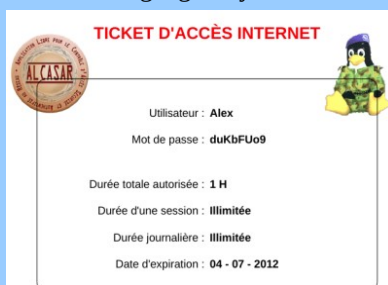 TICKET D'ACCÈS INTERNET
ALCASAR
Utilisateur : Alex
Mot de passe : duKbFUo9
Durée totale autorisée : 1 H
Durée d'une session : Illimitée
Durée journalière : Illimitée
Date d'expiration : 04 - 07 - 2012